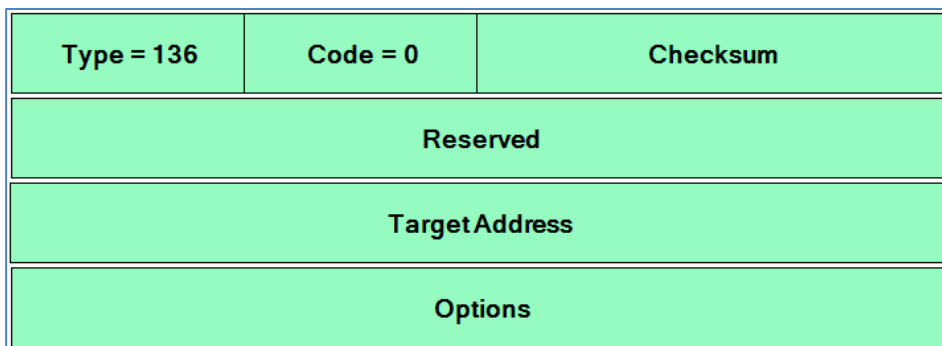 Type = 136 Code = 0 Checksum
Reserved
Target Address
Options